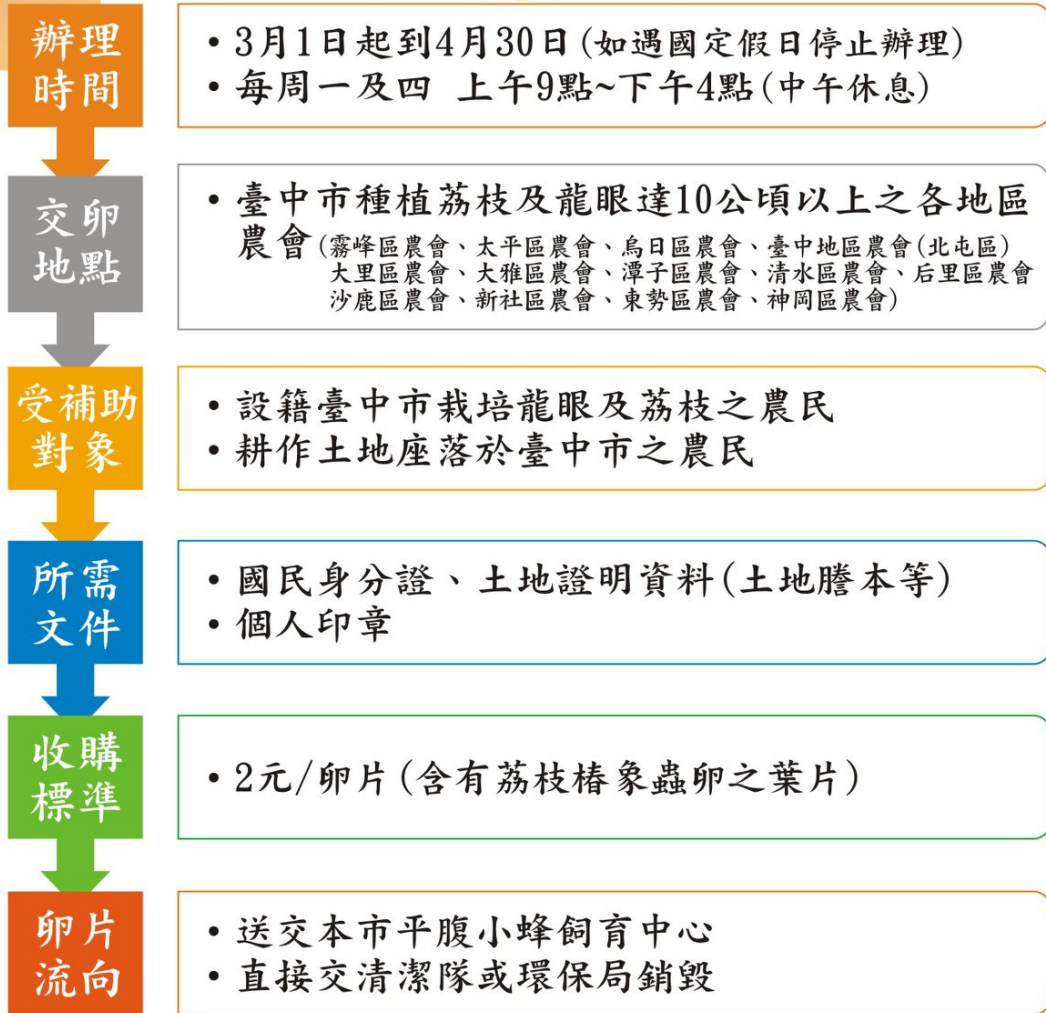 辦理
時間
• 3月1日起到4月30日(如遇國定假日停止辦理)
• 每周一及四 上午9點~下午4點(中午休息)
交卵
地點
• 臺中市種植荔枝及龍眼達10公頃以上之各地區
農會(霧峰區農會、太平區農會、烏日區農會、臺中地區農會(北屯區)
大里區農會、大雅區農會、潭子區農會、清水區農會、后里區農會
沙鹿區農會、新社區農會、東勢區農會、神岡區農會)
受補助
對象
• 設籍臺中市栽培龍眼及荔枝之農民
• 耕作土地座落於臺中市之農民
所需
文件
• 國民身分證、土地證明資料(土地謄本等)
• 個人印章
收購
標準
• 2元/卵片(含有荔枝椿象蟲卵之葉片)
卵片
流向
• 送交本市平腹小蜂飼育中心
• 直接交清潔隊或環保局銷毀